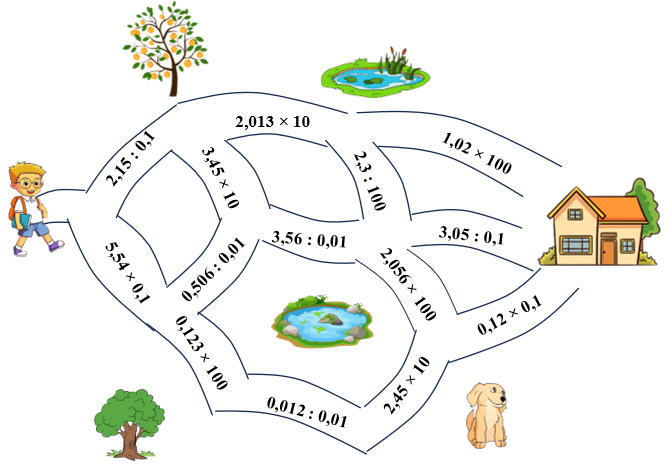 2,013 × 10
1,02 × 100
2,15 : 0,1
3,45 × 10
2,3 : 100
3,56 : 0,01
3,05 : 0,1
5,54 × 0,1
0,506 : 0,01
2,056 × 100
0,12 × 0,1
0,123 × 100
2,45 × 10
0,012 : 0,01